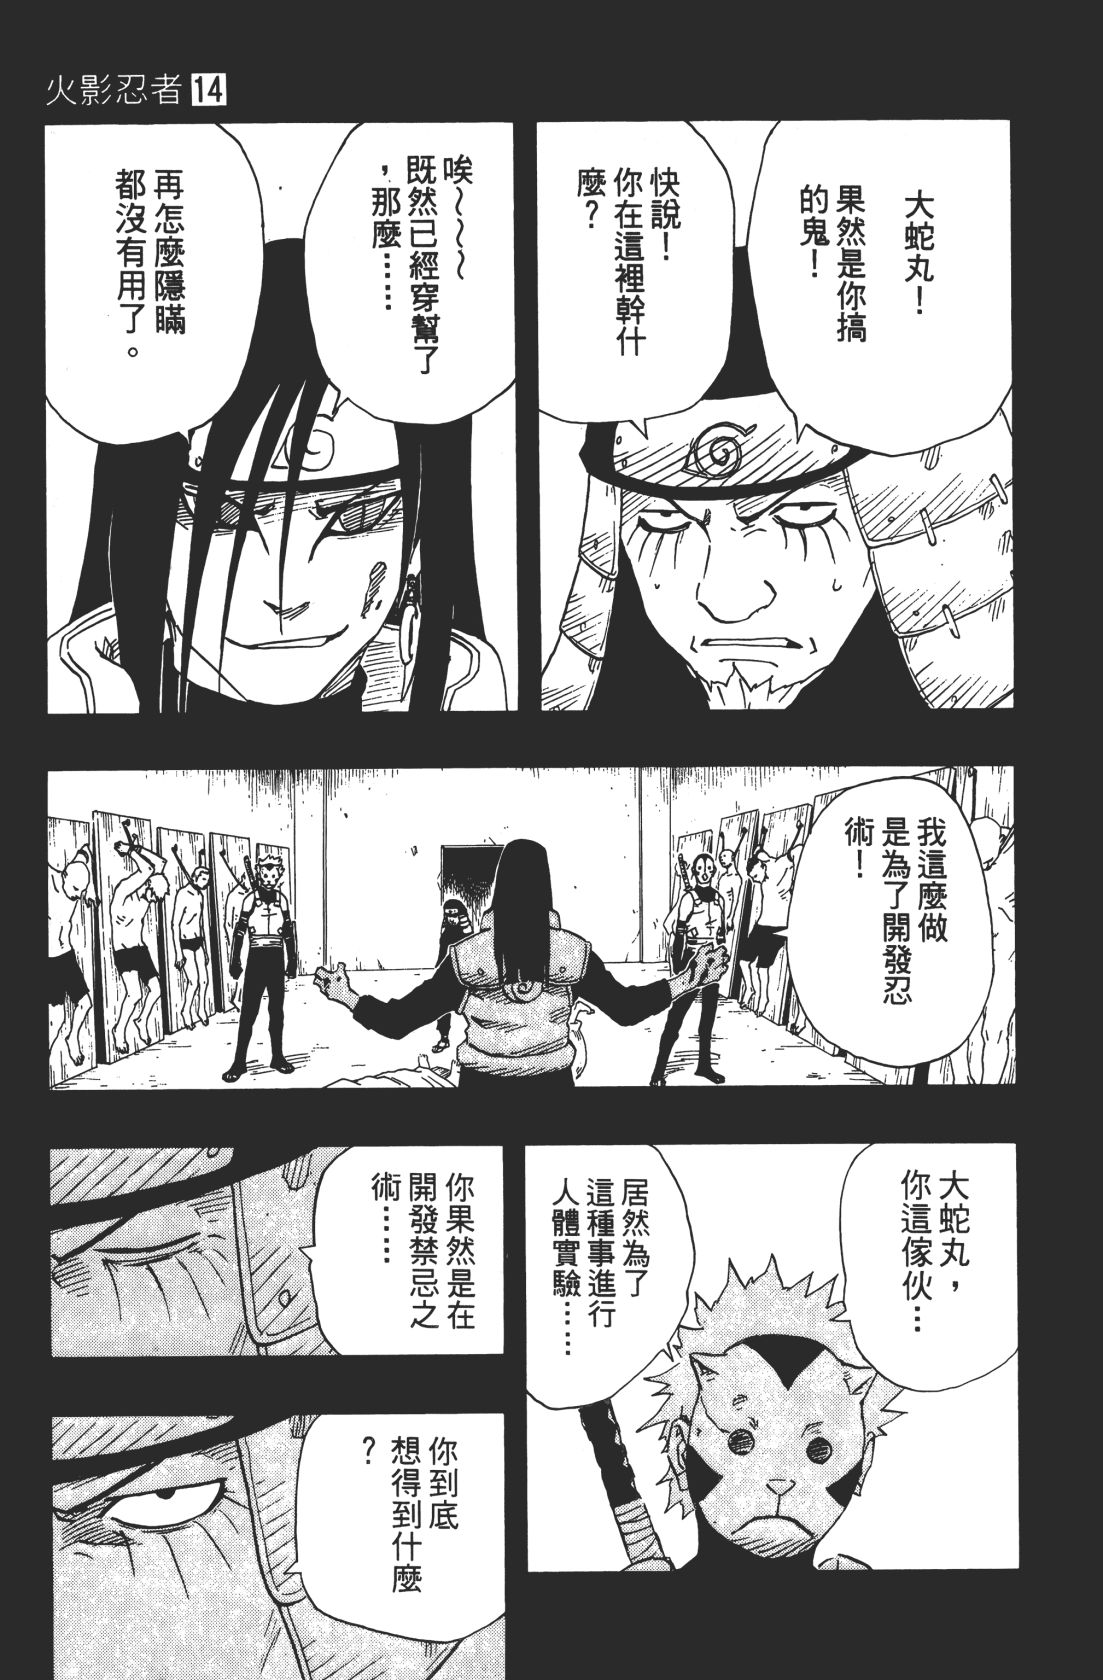 火影忍者14
大蛇丸！
果然是你搞
的鬼！
快說！
你在這裡幹什
麼？
唉～～～
既然已經穿幫了
，那麼……
再怎麼隱瞞
都沒有用了。
我這麼做
是為了開發忍
術！
大蛇丸，
你這傢伙…
居然為了
這種事進行
人體實驗……
你果然是在
開發禁忌之
術……
你到底
想得到什麼
？